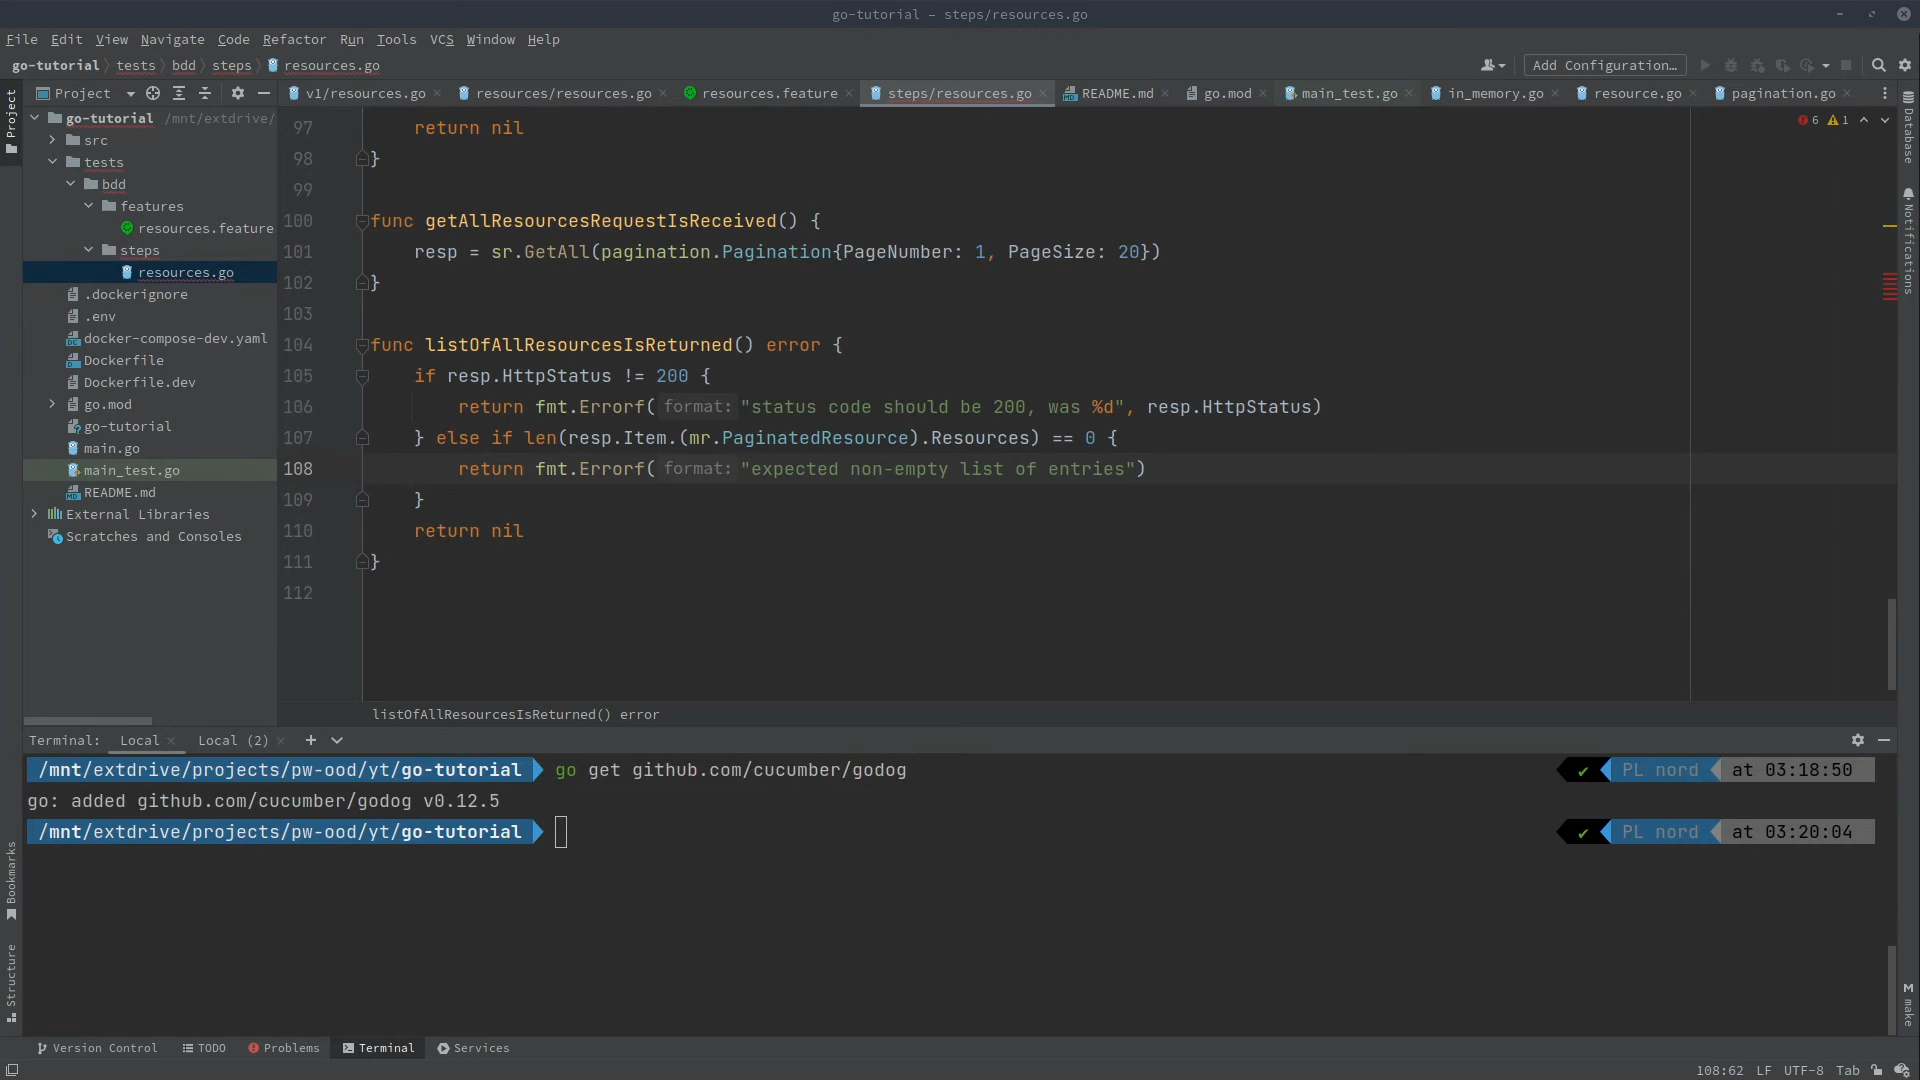 go-tutorial – steps/resources.go
File Edit View Navigate Code Refactor Run Tools VCS Window Help
go-tutorial tests bdd steps resources.go
Add Configuration...
Project
v1/resources.go resources/resources.go resources.feature steps/resources.go README.md go.mod main_test.go in_memory.go resource.go pagination.go
Project
go-tutorial /mnt/extdrive/
src
tests
bdd
features
resources.feature
steps
resources.go
.dockerignore
.env
docker-compose-dev.yaml
Dockerfile
Dockerfile.dev
go.mod
go-tutorial
main.go
main_test.go
README.md
External Libraries
Scratches and Consoles
6 1
97 return nil
98 }
99
100 func getAllResourcesRequestIsReceived() {
101 resp = sr.GetAll(pagination.Pagination{PageNumber: 1, PageSize: 20})
102 }
103
104 func listOfAllResourcesIsReturned() error {
105 if resp.HttpStatus != 200 {
106 return fmt.Errorf( format: "status code should be 200, was %d", resp.HttpStatus)
107 } else if len(resp.Item.(mr.PaginatedResource).Resources) == 0 {
108 return fmt.Errorf( format: "expected non-empty list of entries")
109 }
110 return nil
111 }
112
listOfAllResourcesIsReturned() error
Database
Notifications
make
Terminal: Local Local (2)
/mnt/extdrive/projects/pw-ood/yt/go-tutorial go get github.com/cucumber/godog ✔ PL nord at 03:18:50
go: added github.com/cucumber/godog v0.12.5
/mnt/extdrive/projects/pw-ood/yt/go-tutorial ✔ PL nord at 03:20:04
Bookmarks
Structure
Version Control TODO Problems Terminal Services
108:62 LF UTF-8 Tab